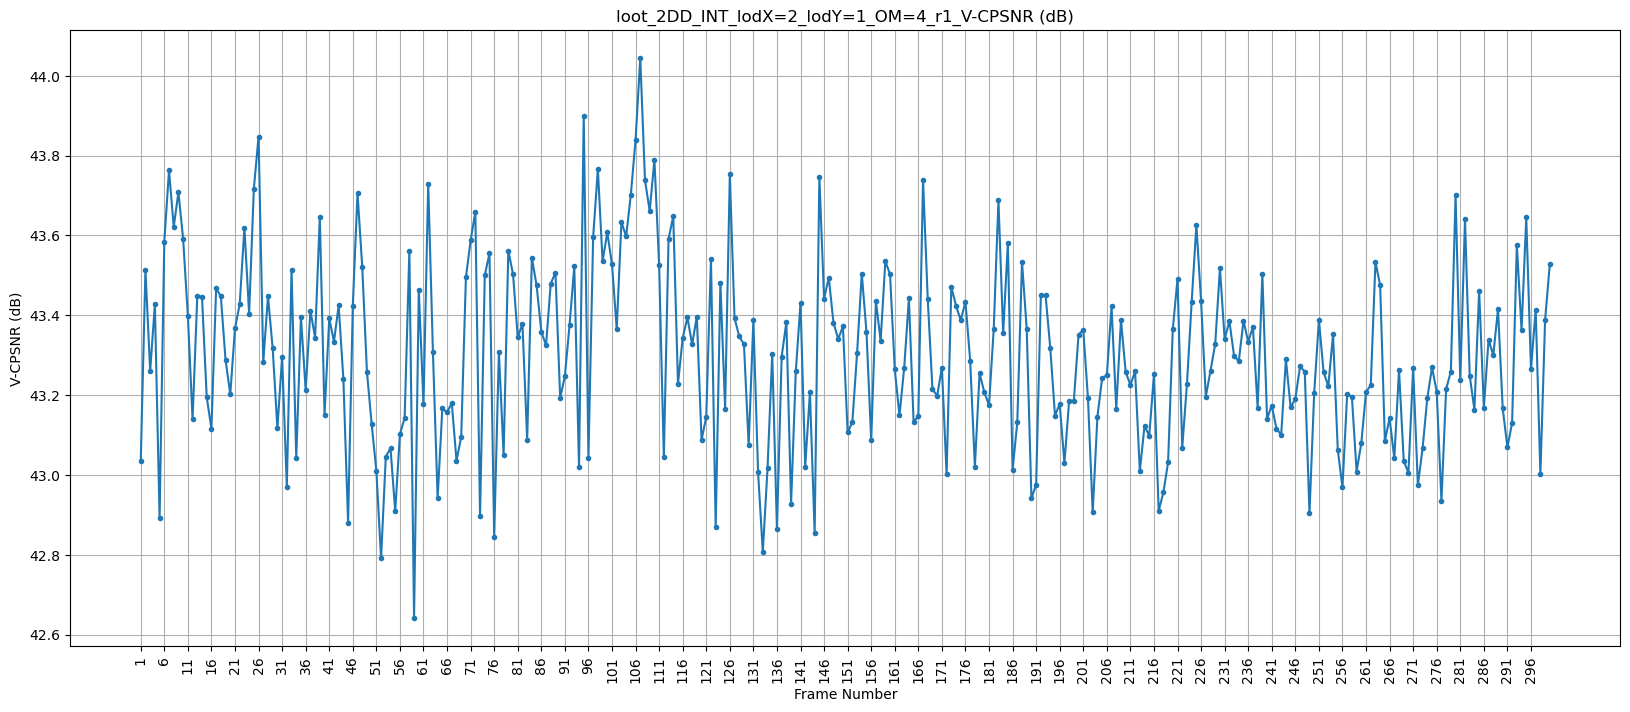 loot_2DD_INT_lodX=2_lodY=1_OM=4_r1_V-CPSNR (dB)
V-CPSNR (dB)
44.0
43.8
43.6
43.4
43.2
43.0
42.8
42.6
1 6 11 16 21 26 31 36 41 46 51 56 61 66 71 76 81 86 91 96 101 106 111 116 121 126 131 136 141 146 151 156 161 166 171 176 181 186 191 196 201 206 211 216 221 226 231 236 241 246 251 256 261 266 271 276 281 286 291 296
Frame Number